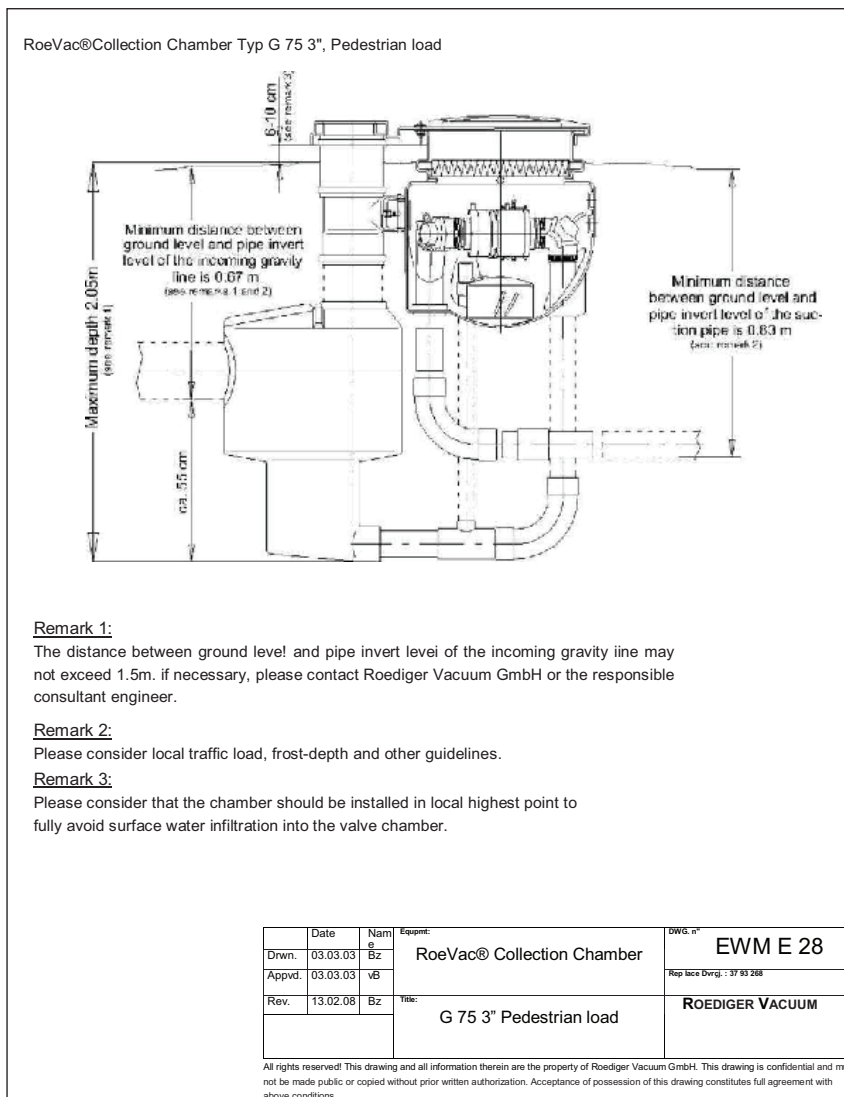 RoeVac®Collection Chamber Typ G 75 3", Pedestrian load
6-10 cm
(see remark 3)
Minimum distance between
ground level and pipe invert
level of the incoming gravity
line is 0.67 m
(see remarks 1 and 2)
Maximum depth 2.05m
(see remark 1)
ca. 55 cm
Minimum distance
between ground level and
pipe invert level of the suc-
tion pipe is 0.83 m
(see remark 2)
Remark 1:
The distance between ground leve! and pipe invert levei of the incoming gravity iine may
not exceed 1.5m. if necessary, please contact Roediger Vacuum GmbH or the responsible
consultant engineer.
Remark 2:
Please consider local traffic load, frost-depth and other guidelines.
Remark 3:
Please consider that the chamber should be installed in local highest point to
fully avoid surface water infiltration into the valve chamber.
Date Nam
e Equpmt: DWG. n°
Drwn. 03.03.03 Bz RoeVac® Collection Chamber EWM E 28
Appvd. 03.03.03 vB Rep lace Dvrçj. : 37 93 268
Rev. 13.02.08 Bz Title: ROEDIGER VACUUM
G 75 3” Pedestrian load
All rights reserved! This drawing and all information therein are the property of Roediger Vacuum GmbH. This drawing is confidential and m
not be made public or copied without prior written authorization. Acceptance of possession of this drawing constitutes full agreement with
above conditions